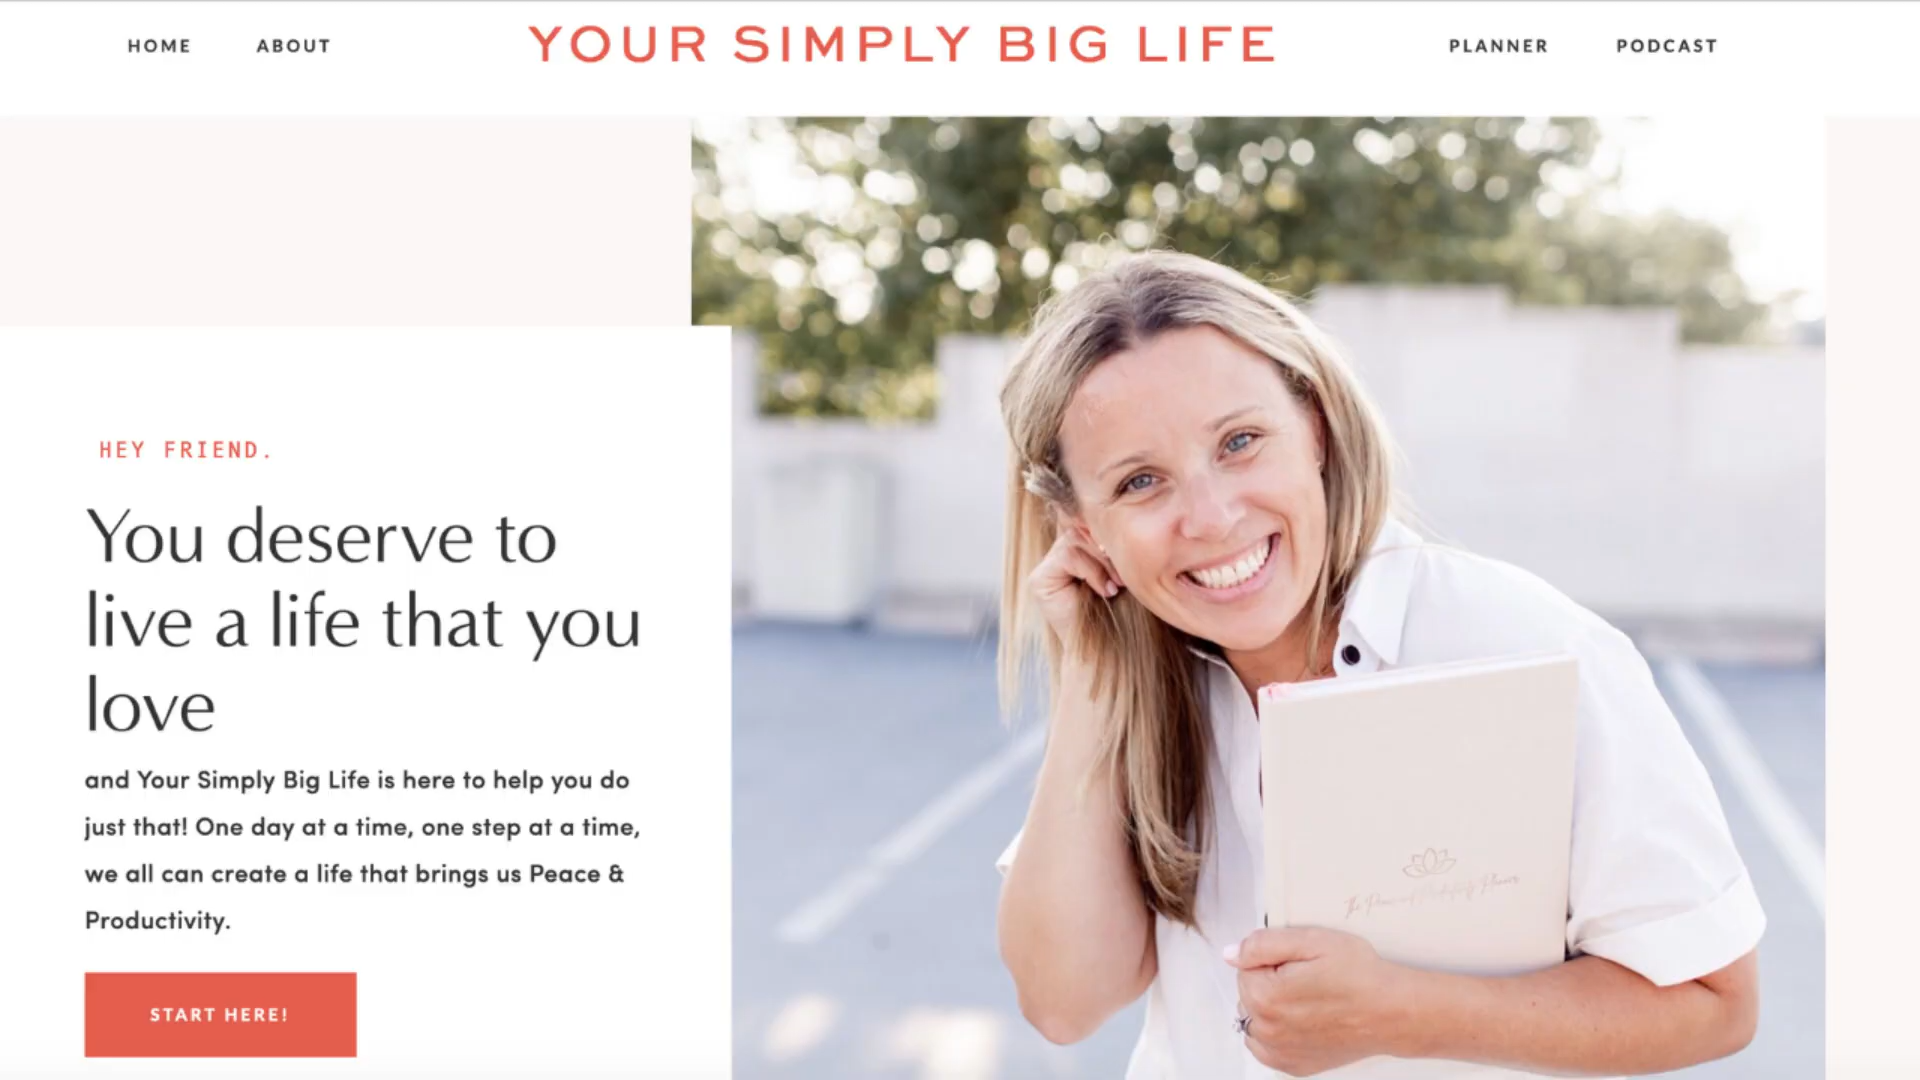 HOME ABOUT YOUR SIMPLY BIG LIFE PLANNER PODCAST
HEY FRIEND.
You deserve to
live a life that you
love
and Your Simply Big Life is here to help you do
just that! One day at a time, one step at a time,
we all can create a life that brings us Peace &
Productivity.
START HERE!
The Planner